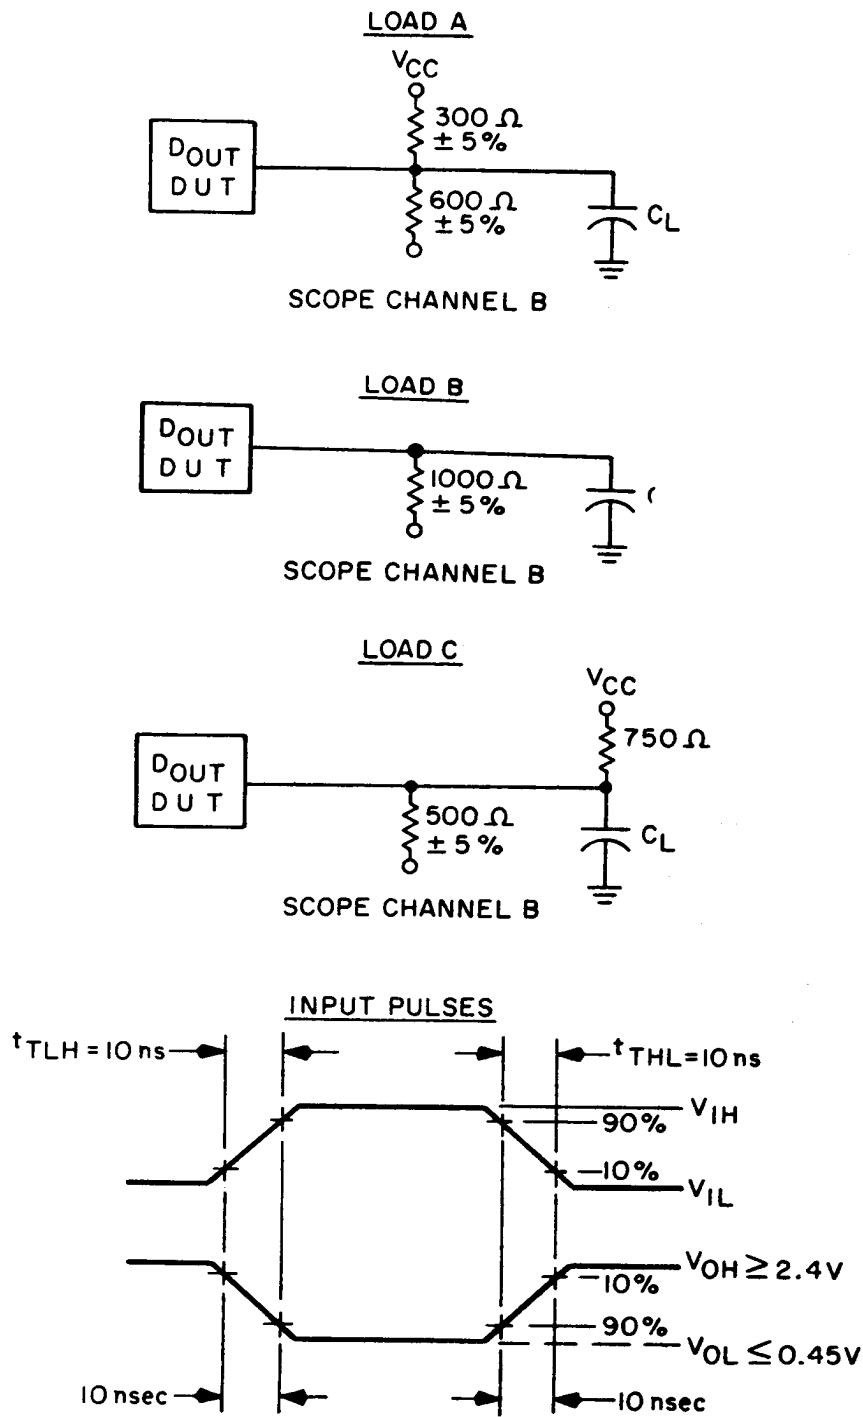 LOAD A
VCC
300 Ω
± 5%
DOUT
DUT
600 Ω
± 5%
CL
SCOPE CHANNEL B
LOAD B
DOUT
DUT
1000 Ω
± 5%
SCOPE CHANNEL B
LOAD C
VCC
750 Ω
DOUT
DUT
500 Ω
± 5%
CL
SCOPE CHANNEL B
INPUT PULSES
tTLH = 10 ns
tTHL = 10 ns
VIH
90%
10%
VIL
VOH ≥ 2.4V
10%
90%
VOL ≤ 0.45V
10 nsec
10 nsec